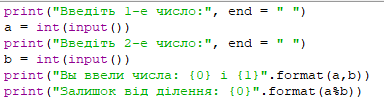 print("Введіть 1-е число:", end = " ")
a = int(input())
print("Введіть 2-е число:", end = " ")
b = int(input())
print("Вы ввели числа: {0} і {1}".format(a,b))
print("Залишок від ділення: {0}".format(a%b))